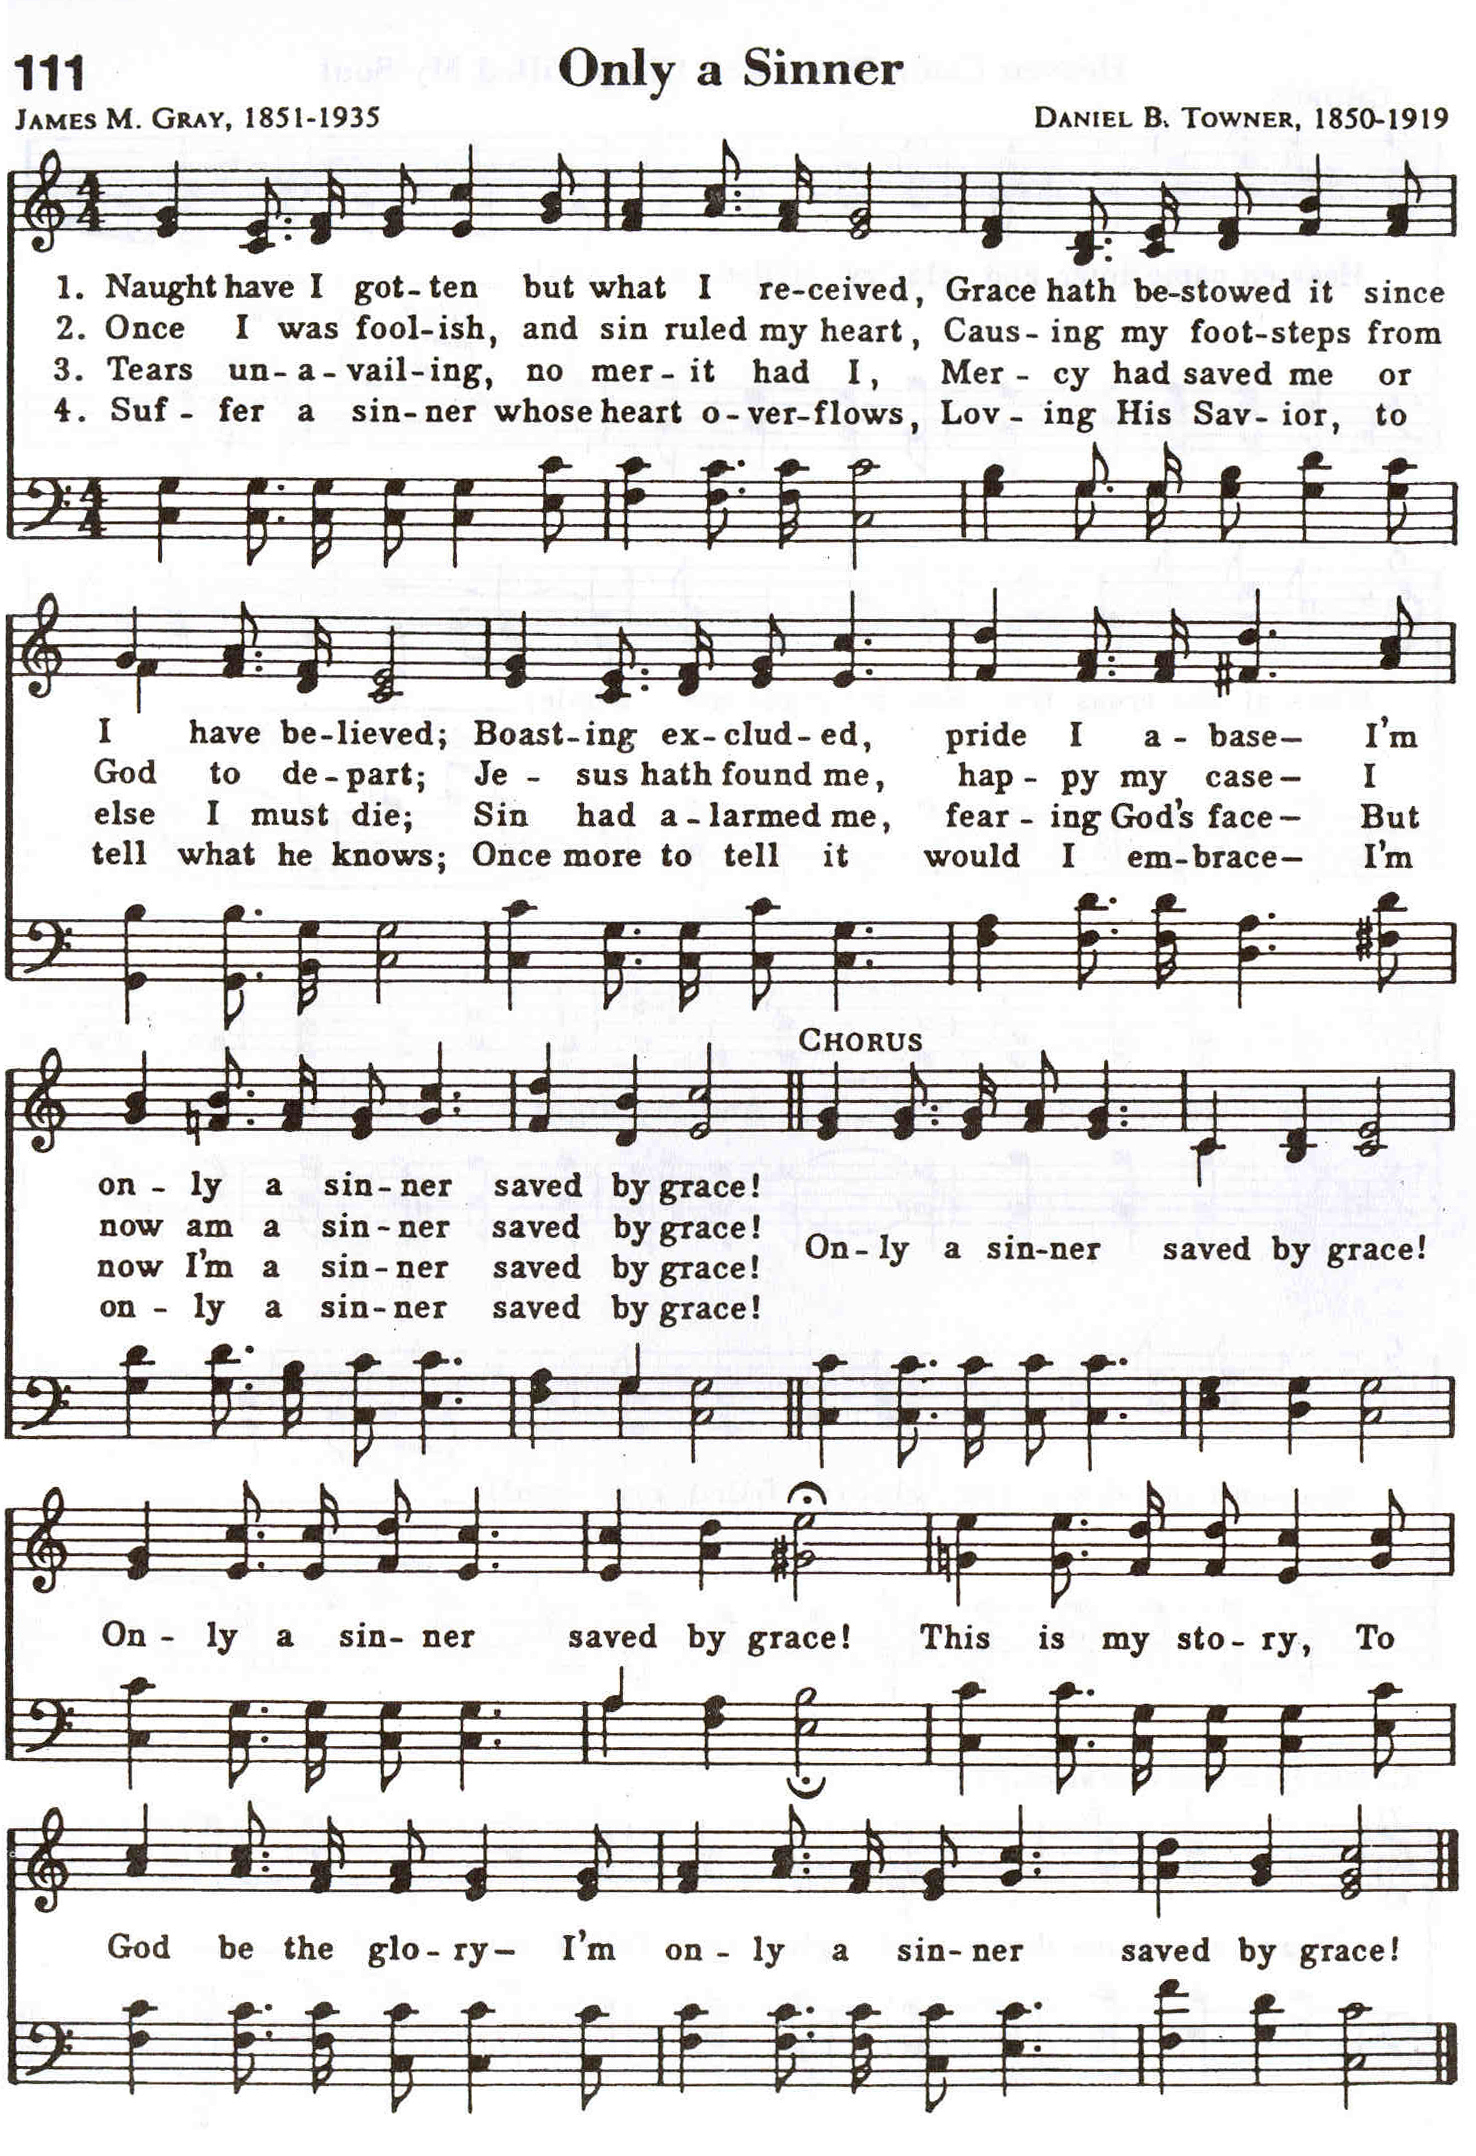 111 Only a Sinner
JAMES M. GRAY, 1851-1935 DANIEL B. TOWNER, 1850-1919
1. Naught have I got-ten but what I re-ceived, Grace hath be-stowed it since
2. Once I was fool-ish, and sin ruled my heart, Caus-ing my foot-steps from
3. Tears un-a-vail-ing, no mer-it had I, Mer-cy had saved me or
4. Suf-fer a sin-ner whose heart o-ver-flows, Lov-ing His Sav-ior, to
I have be-lieved; Boast-ing ex-clud-ed, pride I a-base— I'm
God to de-part; Je-sus hath found me, hap-py my case— I
else I must die; Sin had a-larmed me, fear-ing God's face— But
tell what he knows; Once more to tell it would I em-brace— I'm
CHORUS
on-ly a sin-ner saved by grace!
now am a sin-ner saved by grace!
now I'm a sin-ner saved by grace!
on-ly a sin-ner saved by grace!
On-ly a sin-ner saved by grace!
On-ly a sin-ner saved by grace! This is my sto-ry, To
God be the glo-ry— I'm on-ly a sin-ner saved by grace!